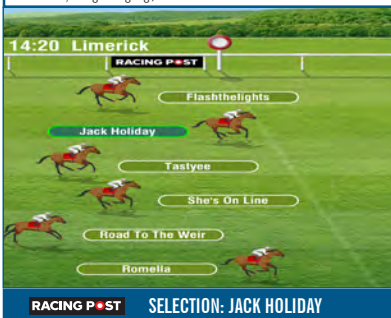 14:20 Limerick
RACING POST
Flashthelights
Jack Holiday
Tastyee
She's On Line
Road To The Weir
Romella
RACING POST SELECTION: JACK HOLIDAY